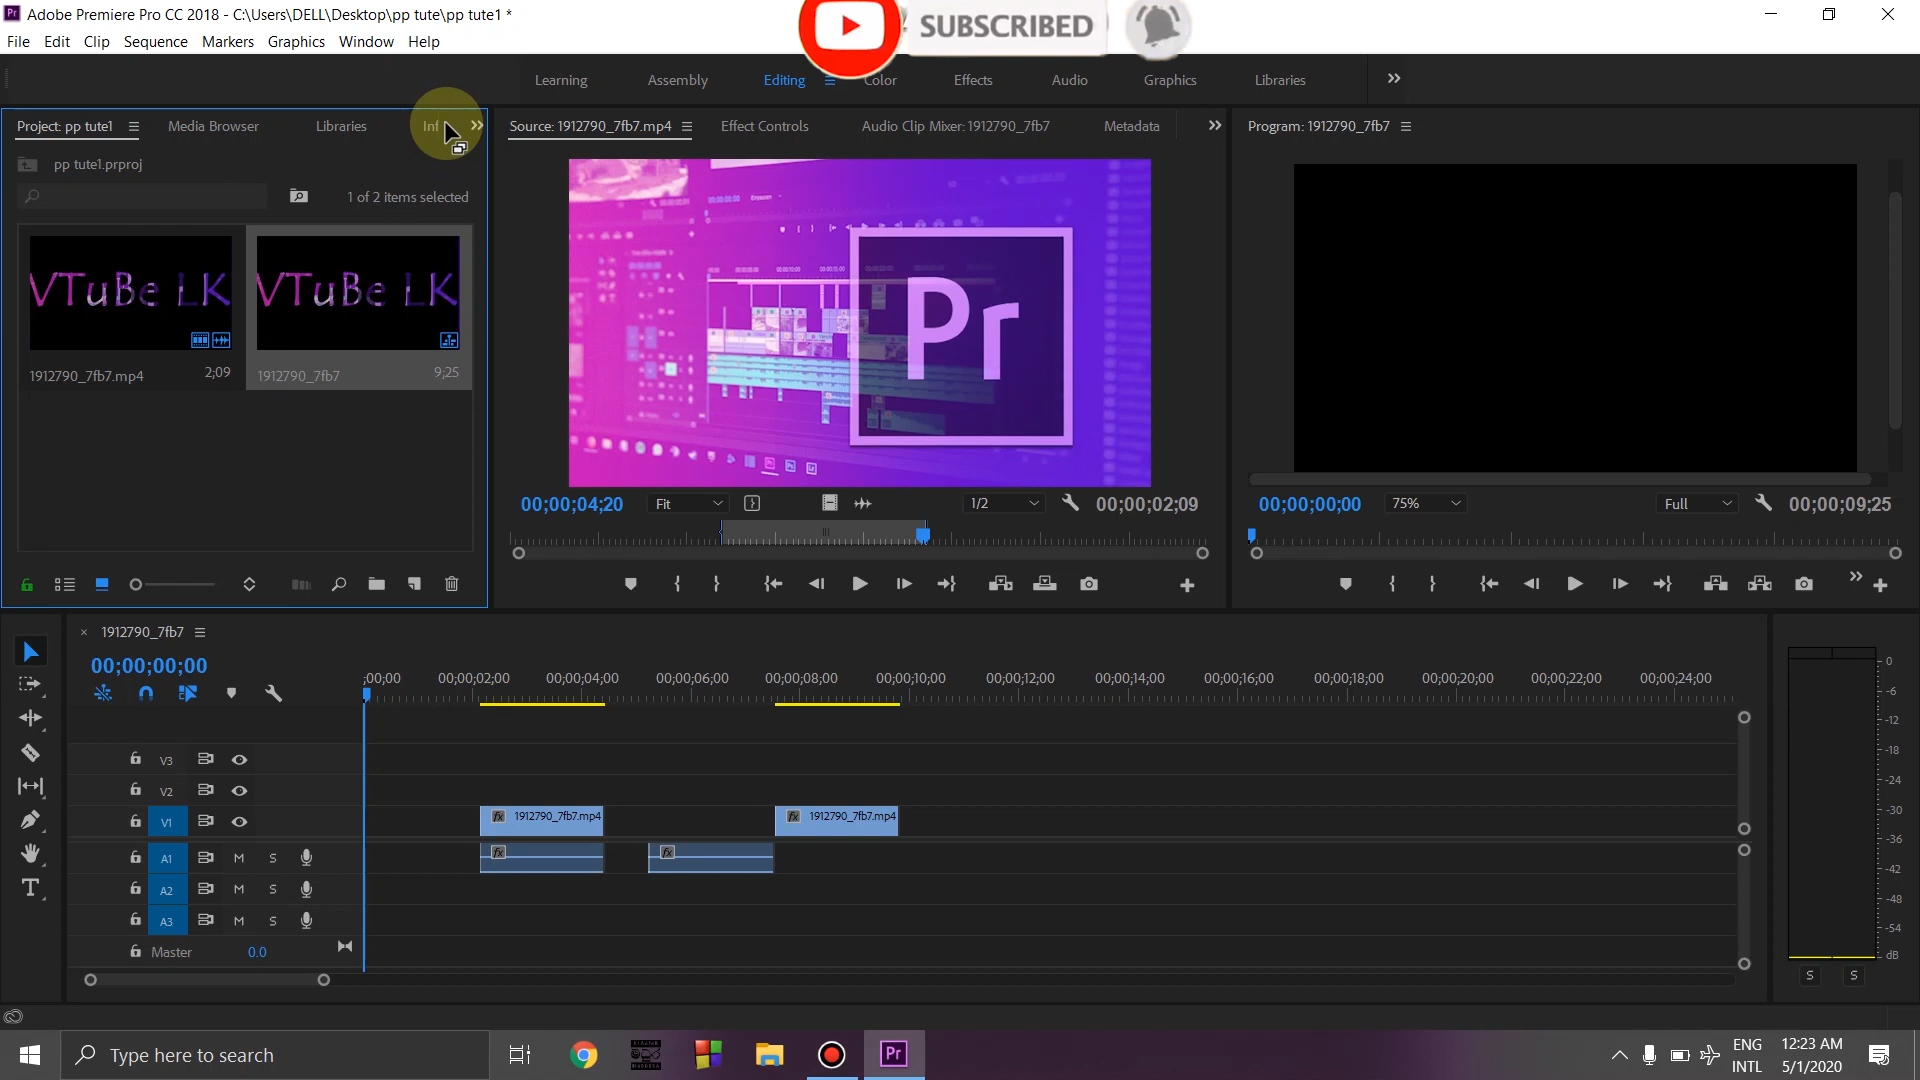 Adobe Premiere Pro CC 2018 - C:\Users\DELL\Desktop\pp tute\pp tute1 *
SUBSCRIBED
File Edit Clip Sequence Markers Graphics Window Help
Learning Assembly Editing Color Effects Audio Graphics Libraries
Project: pp tute1 Media Browser Libraries Inf
Source: 1912790_7fb7.mp4 Effect Controls Audio Clip Mixer: 1912790_7fb7 Metadata
Program: 1912790_7fb7
pp tute1.prproj
1 of 2 items selected
VTuBe LK VTuBe LK
1912790_7fb7.mp4 2;09 1912790_7fb7 9;25
Pr
00;00;04;20 Fit 1/2 00;00;02;09
00;00;00;00 75% Full 00;00;09;25
1912790_7fb7
00;00;00;00
;00;00 00;00;02;00 00;00;04;00 00;00;06;00 00;00;08;00 00;00;10;00 00;00;12;00 00;00;14;00 00;00;16;00 00;00;18;00 00;00;20;00 00;00;22;00 00;00;24;00
V3
V2
V1 fx 1912790_7fb7.mp4 fx 1912790_7fb7.mp4
A1 M S fx fx
A2 M S
A3 M S
Master 0.0
0
-6
-12
-18
-24
-30
-36
-42
-48
-54
dB
S S
Type here to search
Pr
ENG
INTL
12:23 AM
5/1/2020